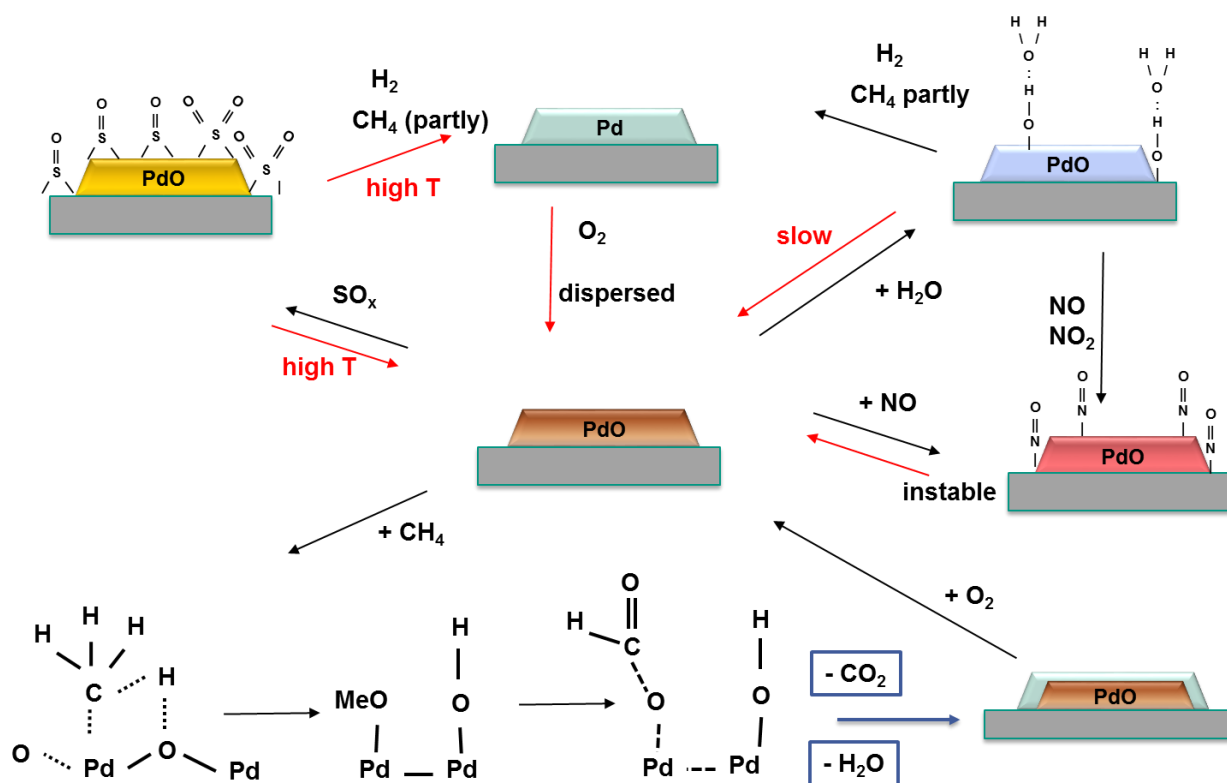 H₂
CH₄ (partly)
high T
O
S
O
S
O
S
O
O
S
O
O
S
PdO
Pd
H₂
CH₄ partly
H
H
O
H
O
H
H
O
H
O
PdO
O₂
dispersed
slow
+ H₂O
NO
NO₂
SOₓ
high T
PdO
+ NO
instable
O
N
O
N
O
N
O
N
PdO
+ CH₄
+ O₂
H
H
H
C
H
O
Pd
O
Pd
MeO
H
O
Pd
Pd
O
H
C
O
Pd
H
O
Pd
- CO₂
- H₂O
PdO